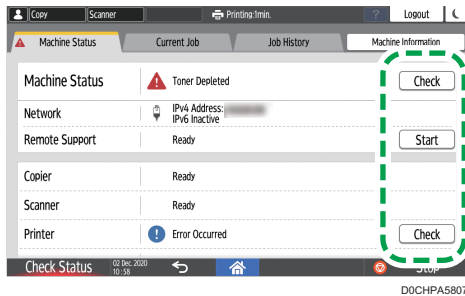 Copy Scanner Printing:1min. ? Logout
Machine Status Current Job Job History Machine Information
Machine Status Toner Depleted Check
Network IPv4 Address:
IPv6 Inactive
Remote Support Ready Start
Copier Ready
Scanner Ready
Printer Error Occurred Check
Check Status 02 Dec. 2020
10:58 Stop
D0CHPA5807